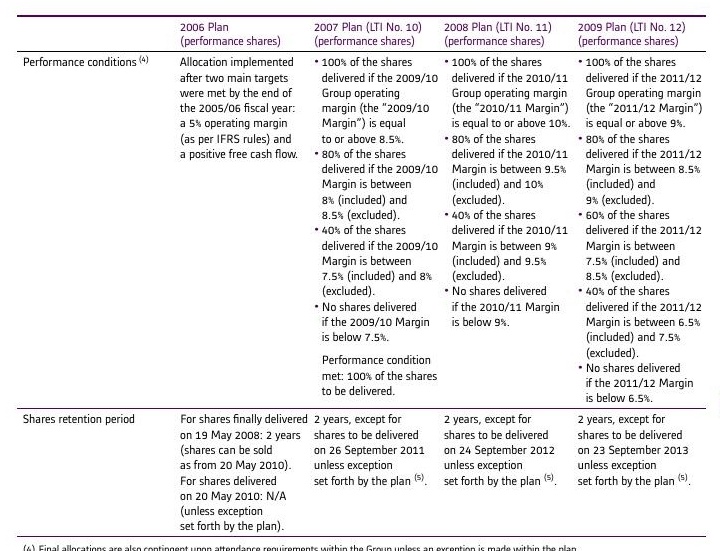 2006 Plan
(performance shares)
2007 Plan (LTI No. 10)
(performance shares)
2008 Plan (LTI No. 11)
(performance shares)
2009 Plan (LTI No. 12)
(performance shares)
Performance conditions (4)
Allocation implemented
after two main targets
were met by the end of
the 2005/06 fiscal year:
a 5% operating margin
(as per IFRS rules) and
a positive free cash flow.
• 100% of the shares
delivered if the 2009/10
Group operating
margin (the “2009/10
Margin”) is equal
to or above 8.5%.
• 80% of the shares
delivered if the 2009/10
Margin is between
8% (included) and
8.5% (excluded).
• 40% of the shares
delivered if the 2009/10
Margin is between
7.5% (included) and 8%
(excluded).
• No shares delivered
if the 2009/10 Margin
is below 7.5%.
Performance condition
met: 100% of the shares
to be delivered.
• 100% of the shares
delivered if the 2010/11
Group operating margin
(the “2010/11 Margin”)
is equal to or above 10%.
• 80% of the shares
delivered if the 2010/11
Margin is between 9.5%
(included) and 10%
(excluded).
• 40% of the shares
delivered if the 2010/11
Margin is between 9%
(included) and 9.5%
(excluded).
• No shares delivered
if the 2010/11 Margin
is below 9%.
• 100% of the shares
delivered if the 2011/12
Group operating margin
(the “2011/12 Margin”)
is equal or above 9%.
• 80% of the shares
delivered if the 2011/12
Margin is between 8.5%
(included) and
9% (excluded).
• 60% of the shares
delivered if the 2011/12
Margin is between
7.5% (included) and
8.5% (excluded).
• 40% of the shares
delivered if the 2011/12
Margin is between 6.5%
(included) and 7.5%
(excluded).
• No shares delivered
if the 2011/12 Margin
is below 6.5%.
Shares retention period
For shares finally delivered
on 19 May 2008: 2 years
(shares can be sold
as from 20 May 2010).
For shares delivered
on 20 May 2010: N/A
(unless exception
set forth by the plan).
2 years, except for
shares to be delivered
on 26 September 2011
unless exception
set forth by the plan (5).
2 years, except for
shares to be delivered
on 24 September 2012
unless exception
set forth by the plan (5).
2 years, except for
shares to be delivered
on 23 September 2013
unless exception
set forth by the plan (5).
(4) Final allocations are also contingent upon attendance requirements within the Group unless an exception is made within the plan